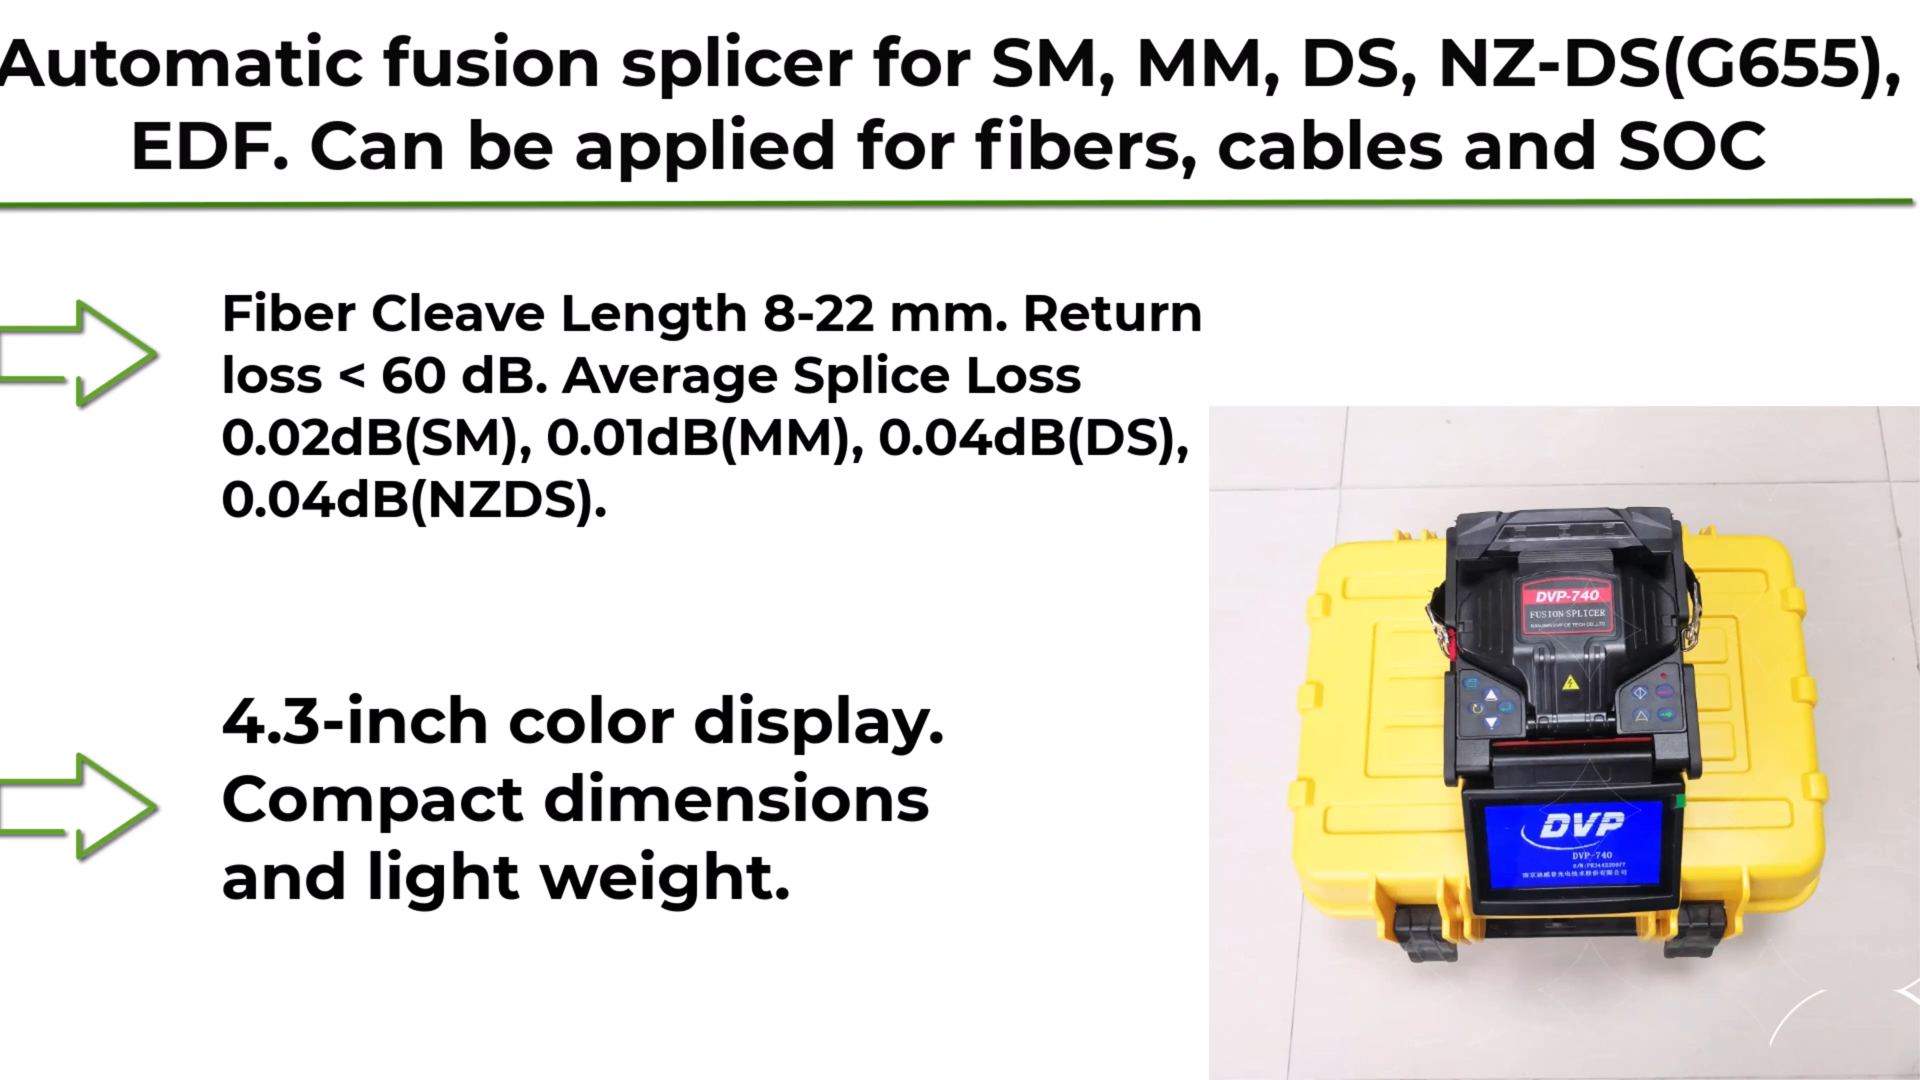 Automatic fusion splicer for SM, MM, DS, NZ-DS(G655),
EDF. Can be applied for fibers, cables and SOC
Fiber Cleave Length 8-22 mm. Return
loss < 60 dB. Average Splice Loss
0.02dB(SM), 0.01dB(MM), 0.04dB(DS),
0.04dB(NZDS).
4.3-inch color display.
Compact dimensions
and light weight.
DVP-740
FUSION SPLICER
DVP
DVP-740